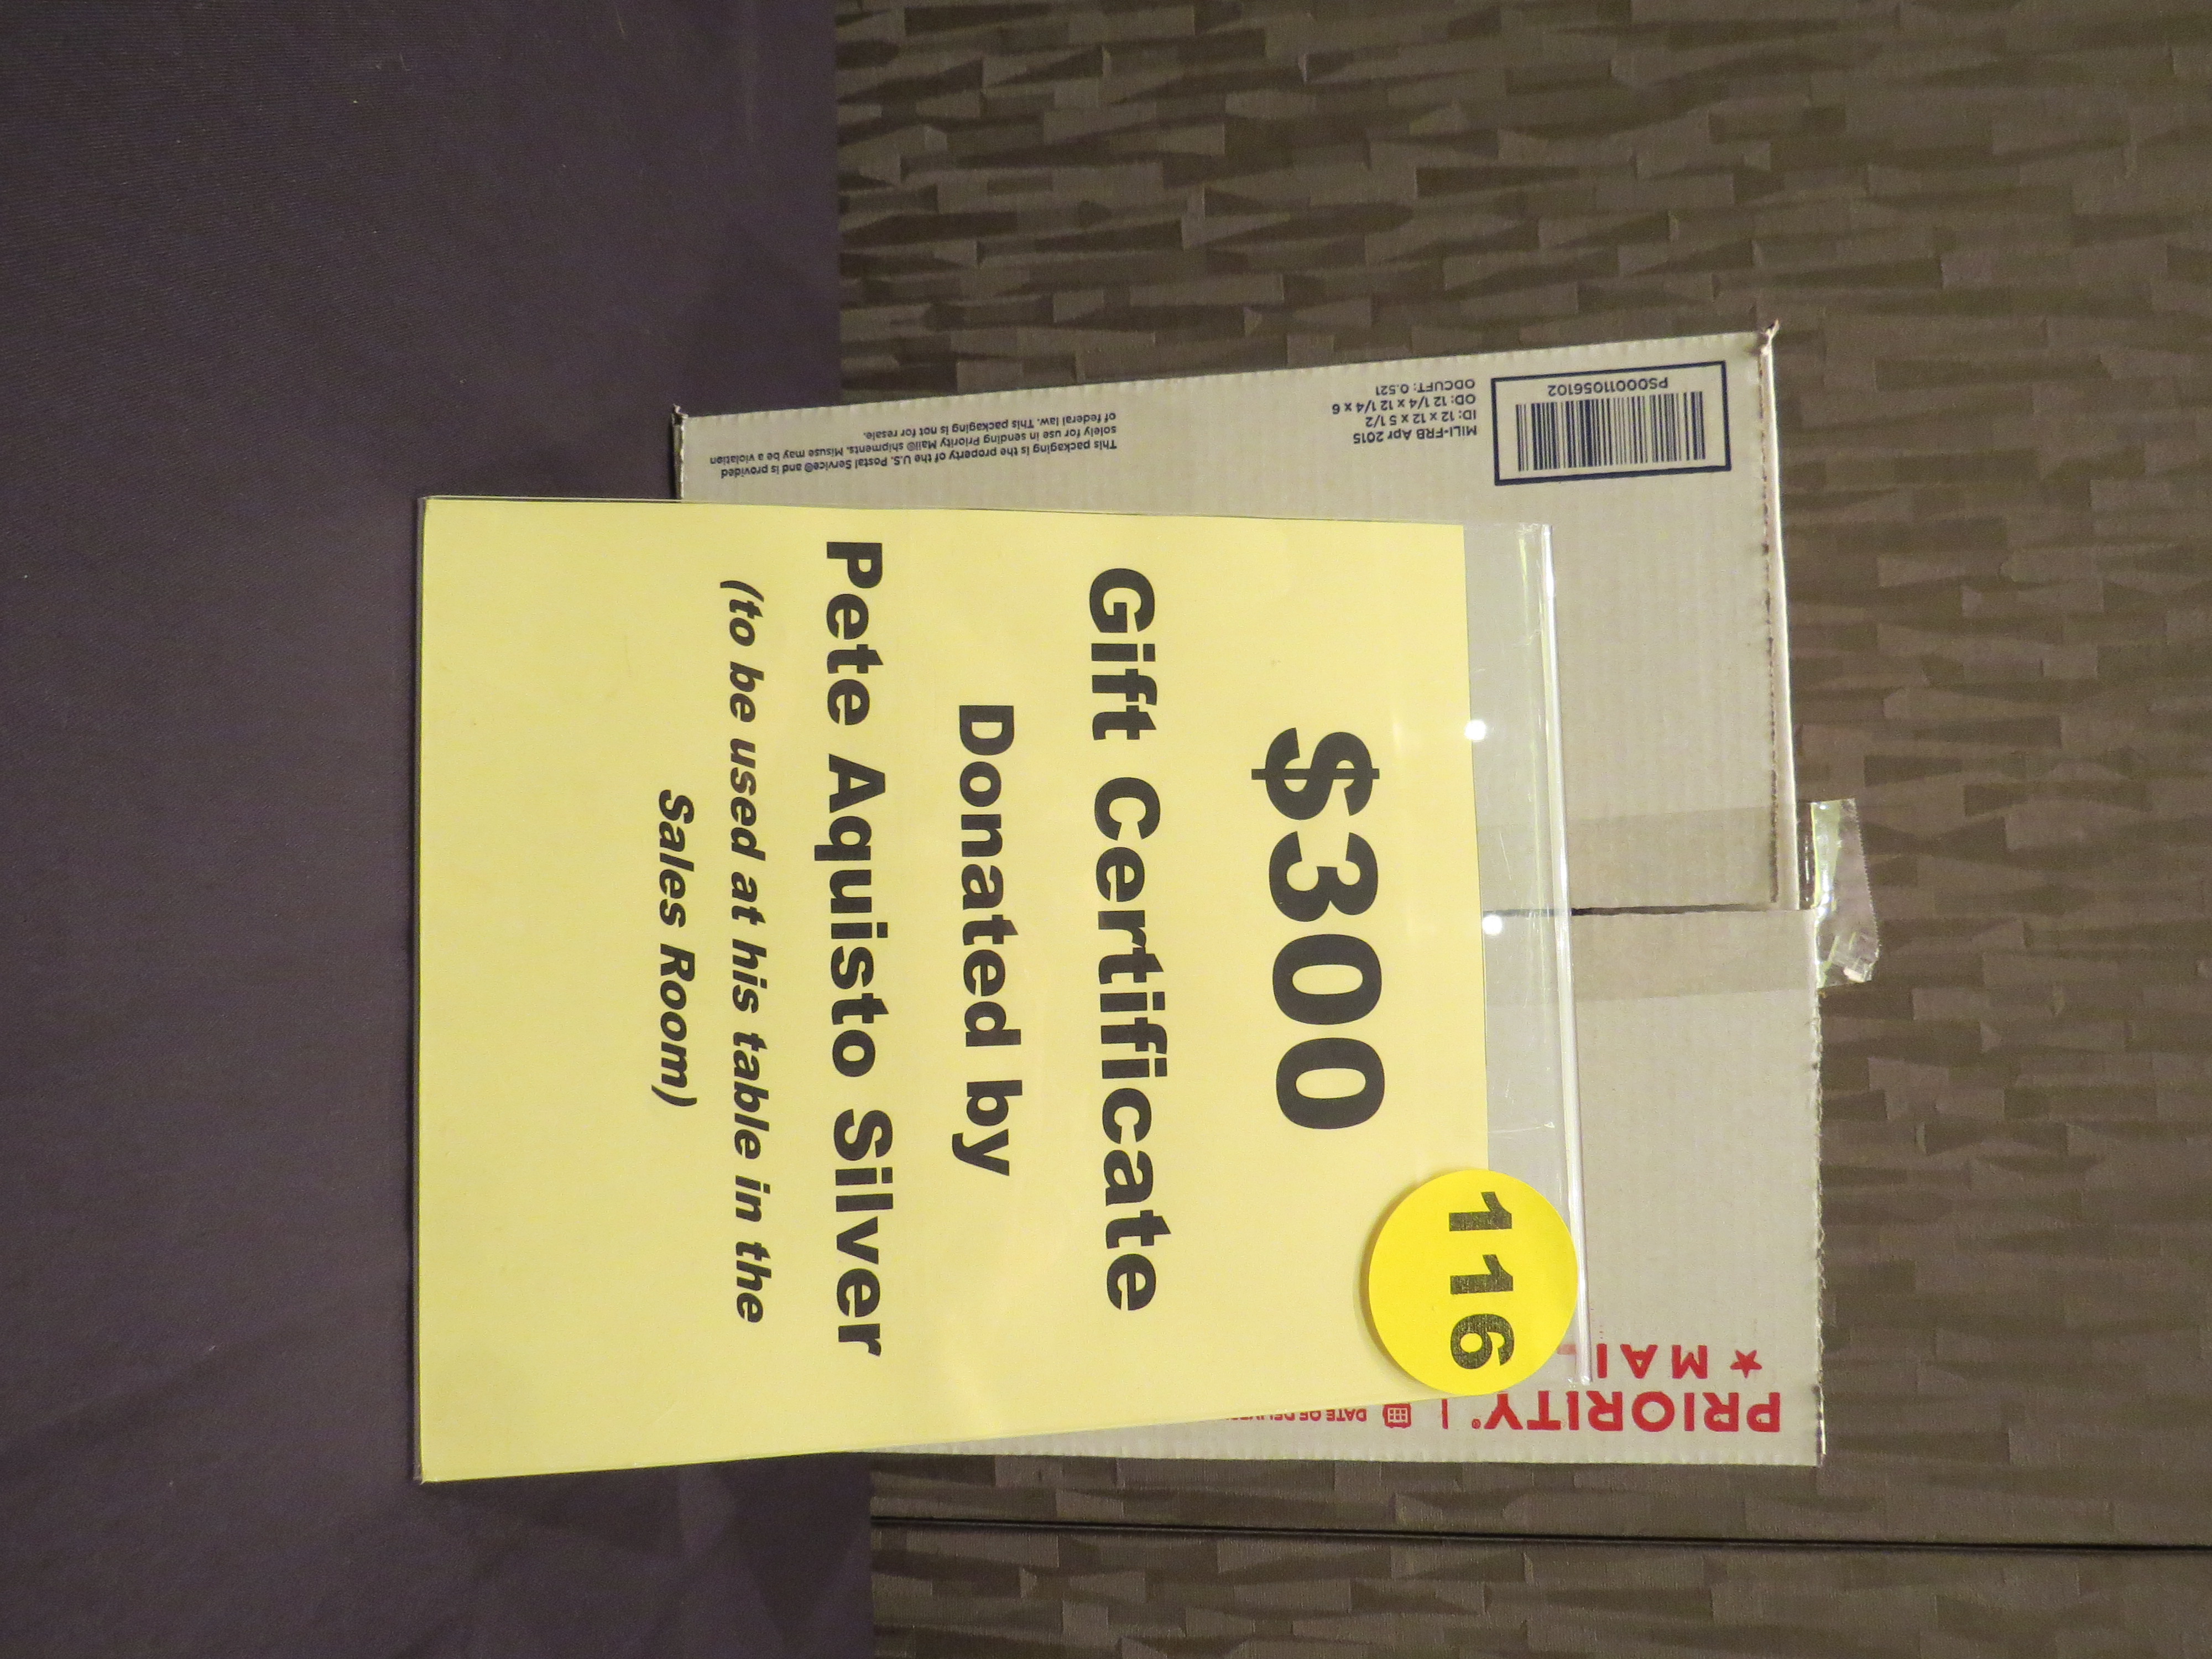 116
$300
Gift Certificate
Donated by
Pete Aquisto Silver
(to be used at his table in the
Sales Room)
PRIORITY® |
★ MAIL
PS00011056102
MILI-FRB Apr 2015
ID: 12 x 12 x 5 1/2
OD: 12 1/4 x 12 1/4 x 6
ODCUFT: 0.521
This packaging is the property of the U.S. Postal Service® and is provided
solely for use in sending Priority Mail® shipments. Misuse may be a violation
of federal law. This packaging is not for resale.